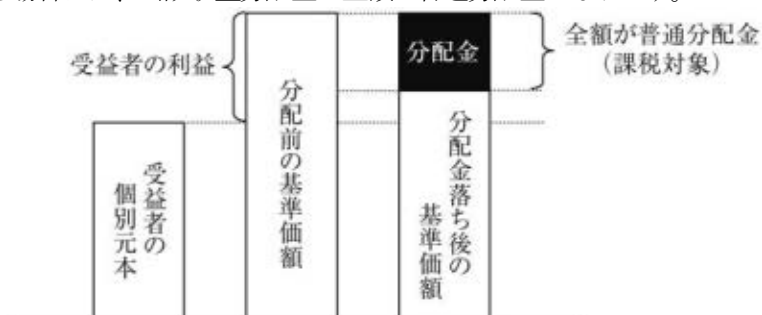 受益者の利益
分配金
全額が普通分配金
(課税対象)
受益者の
個別元本
分配前の基準価額
分配金落ち後の
基準価額